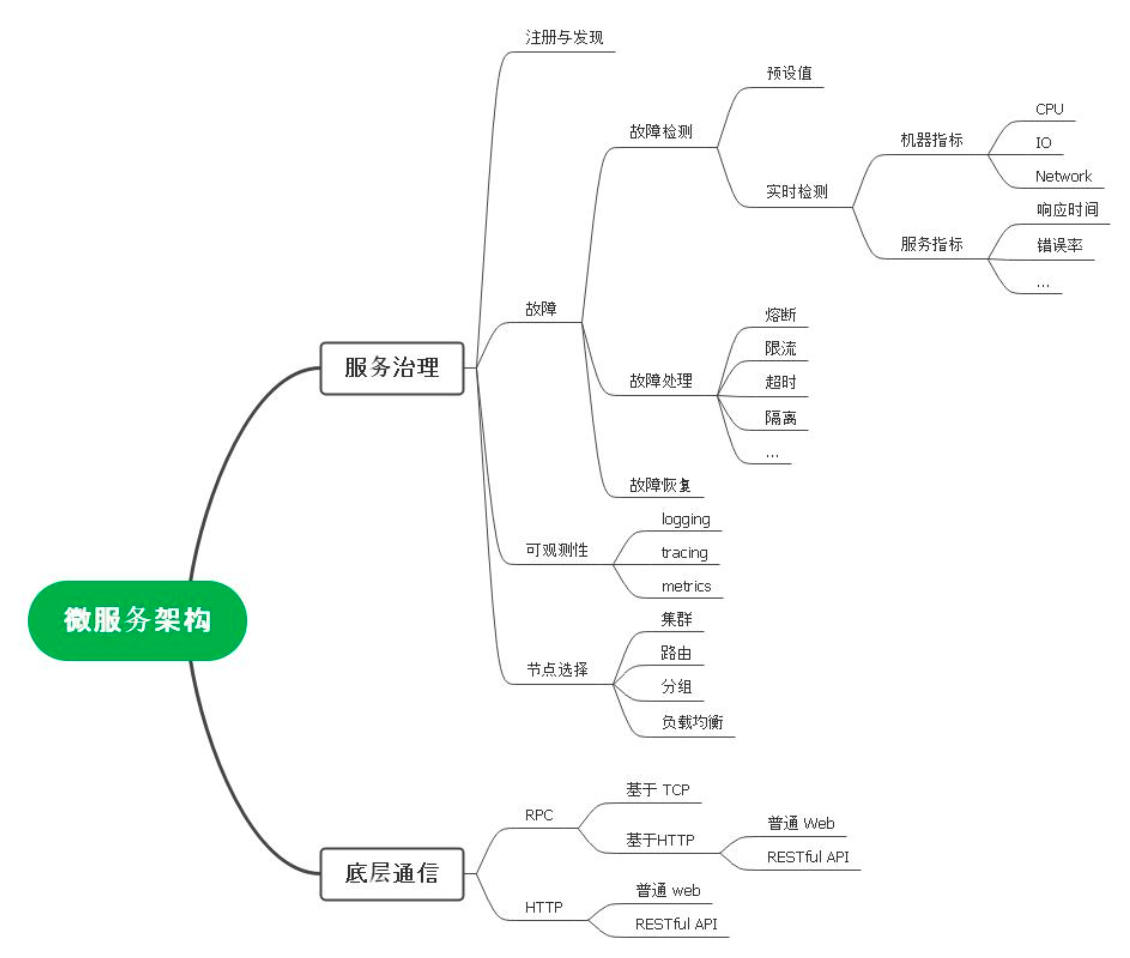 微服务架构
服务治理
注册与发现
故障
故障检测
预设值
实时检测
机器指标
CPU
IO
Network
服务指标
响应时间
错误率
...
故障处理
熔断
限流
超时
隔离
...
故障恢复
可观测性
logging
tracing
metrics
节点选择
集群
路由
分组
负载均衡
底层通信
RPC
基于 TCP
基于HTTP
普通 Web
RESTful API
HTTP
普通 web
RESTful API